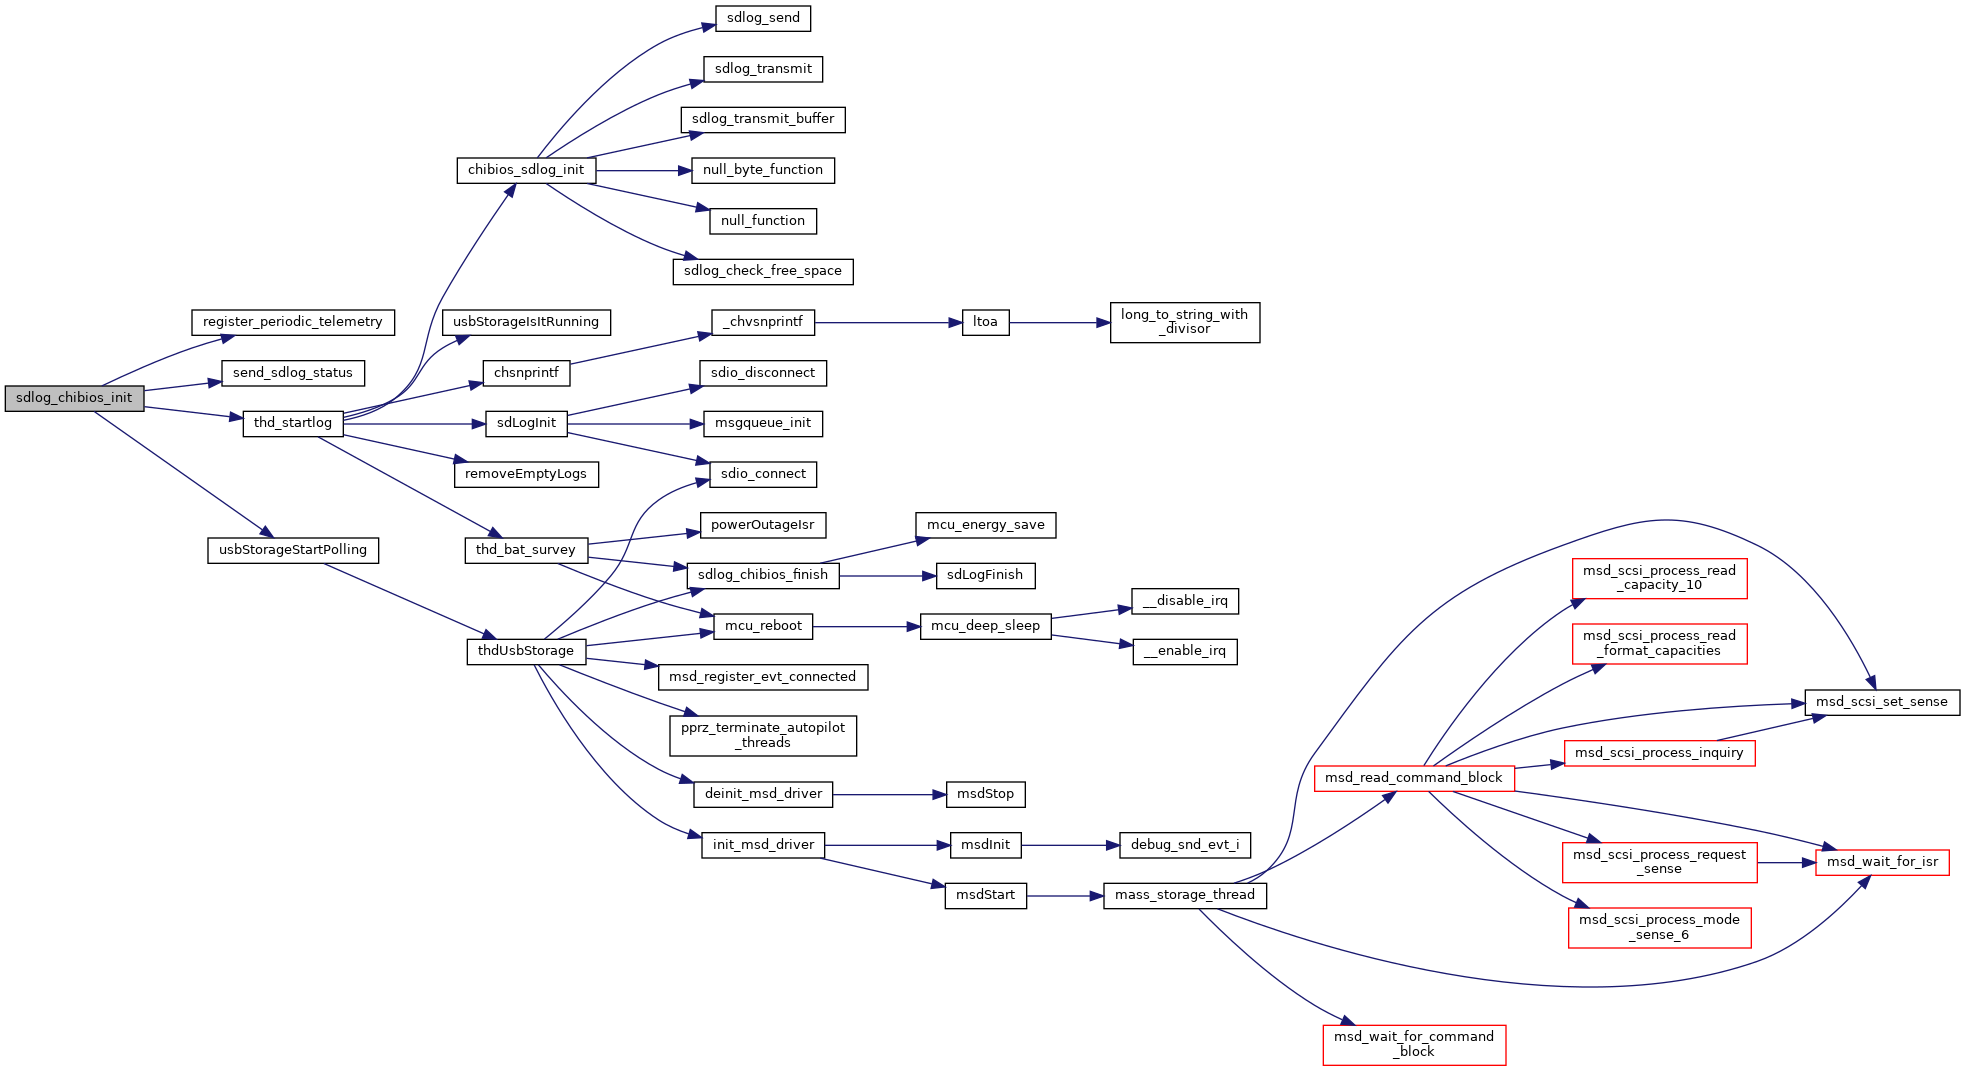 sdlog_send
sdlog_transmit
sdlog_transmit_buffer
chibios_sdlog_init
null_byte_function
null_function
sdlog_check_free_space
register_periodic_telemetry
usbStorageIsItRunning
_chvsnprintf
ltoa
long_to_string_with
_divisor
send_sdlog_status
chsnprintf
sdio_disconnect
sdlog_chibios_init
thd_startlog
sdLogInit
msgqueue_init
removeEmptyLogs
sdio_connect
powerOutageIsr
mcu_energy_save
usbStorageStartPolling
thd_bat_survey
sdlog_chibios_finish
sdLogFinish
msd_scsi_process_read
_capacity_10
__disable_irq
mcu_reboot
mcu_deep_sleep
thdUsbStorage
__enable_irq
msd_scsi_process_read
_format_capacities
msd_register_evt_connected
msd_scsi_set_sense
pprz_terminate_autopilot
_threads
msd_scsi_process_inquiry
msd_read_command_block
deinit_msd_driver
msdStop
init_msd_driver
msdInit
debug_snd_evt_i
msd_scsi_process_request
_sense
msd_wait_for_isr
msdStart
mass_storage_thread
msd_scsi_process_mode
_sense_6
msd_wait_for_command
_block